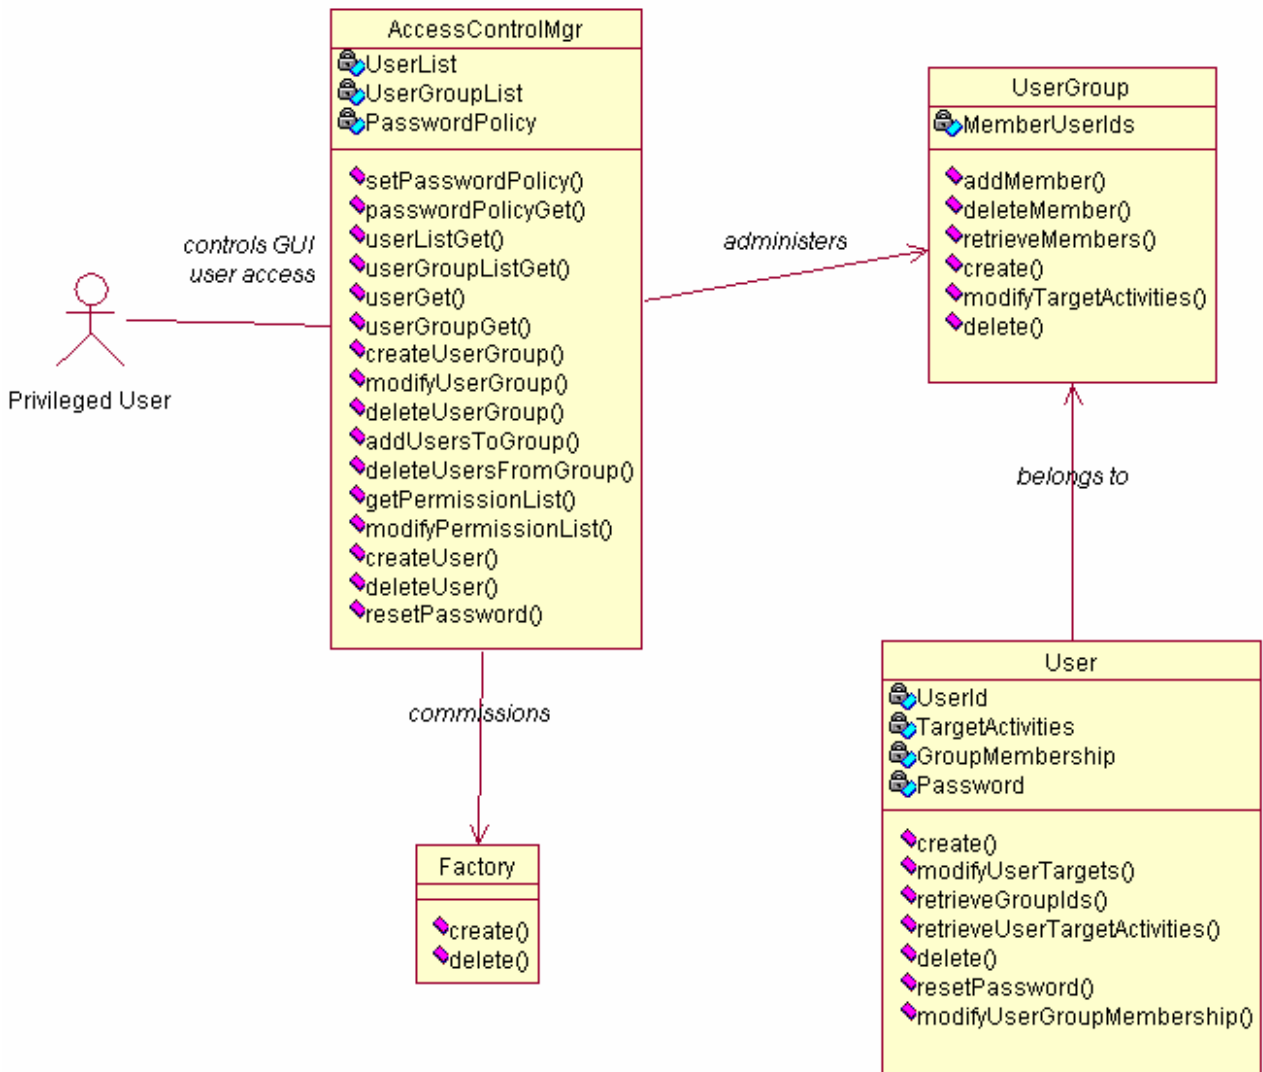 AccessControlMgr
UserList
UserGroupList
PasswordPolicy
setPasswordPolicy()
passwordPolicyGet()
userListGet()
userGroupListGet()
userGet()
userGroupGet()
createUserGroup()
modifyUserGroup()
deleteUserGroup()
addUsersToGroup()
deleteUsersFromGroup()
getPermissionList()
modifyPermissionList()
createUser()
deleteUser()
resetPassword()
controls GUI
user access
Privileged User
administers
UserGroup
MemberUserIds
addMember()
deleteMember()
retrieveMembers()
create()
modifyTargetActivities()
delete()
belongs to
commissions
Factory
create()
delete()
User
UserId
TargetActivities
GroupMembership
Password
create()
modifyUserTargets()
retrieveGroupIds()
retrieveUserTargetActivities()
delete()
resetPassword()
modifyUserGroupMembership()